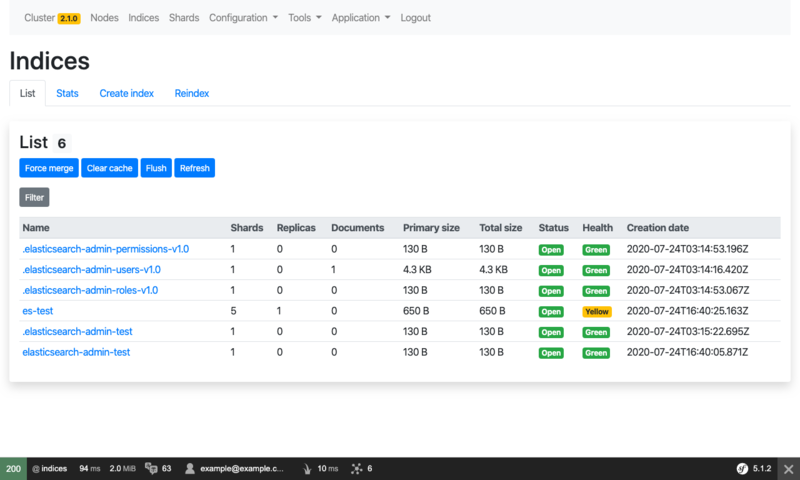 Cluster 2.1.0 Nodes Indices Shards Configuration Tools Application Logout
Indices
List Stats Create index Reindex
List 6
Force merge Clear cache Flush Refresh
Filter
Name Shards Replicas Documents Primary size Total size Status Health Creation date
.elasticsearch-admin-permissions-v1.0 1 0 0 130 B 130 B Open Green 2020-07-24T03:14:53.196Z
.elasticsearch-admin-users-v1.0 1 0 1 4.3 KB 4.3 KB Open Green 2020-07-24T03:14:16.420Z
.elasticsearch-admin-roles-v1.0 1 0 0 130 B 130 B Open Green 2020-07-24T03:14:53.067Z
es-test 5 1 0 650 B 650 B Open Yellow 2020-07-24T16:40:25.163Z
.elasticsearch-admin-test 1 0 0 130 B 130 B Open Green 2020-07-24T03:15:22.695Z
elasticsearch-admin-test 1 0 0 130 B 130 B Open Green 2020-07-24T16:40:05.871Z
200 @ indices 94 ms 2.0 MiB 63 example@example.c... 10 ms 6 sf 5.1.2